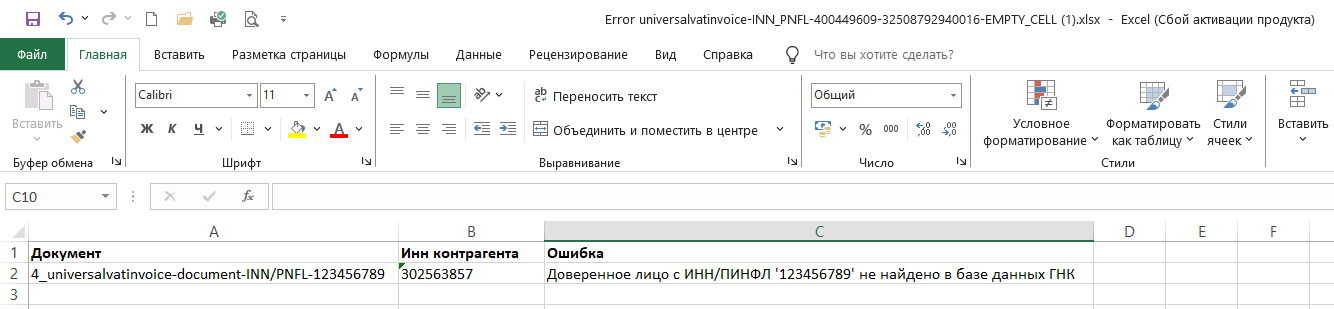 Error universalvatinvoice-INN_PNFL-400449609-32508792940016-EMPTY_CELL (1).xlsx - Excel (Сбой активации продукта)
Файл Главная Вставить Разметка страницы Формулы Данные Рецензирование Вид Справка Что вы хотите сделать?
Вставить
Calibri 11
Ж К Ч
Переносить текст
Объединить и поместить в центре
Общий
% 000
Условное форматирование
Форматировать как таблицу
Стили ячеек
Вставить
Буфер обмена Шрифт Выравнивание Число Стили
C10 fx
A B C D E F
1 Документ Инн контрагента Ошибка
2 4_universalvatinvoice-document-INN/PNFL-123456789 302563857 Доверенное лицо с ИНН/ПИНФЛ '123456789' не найдено в базе данных ГНК
3